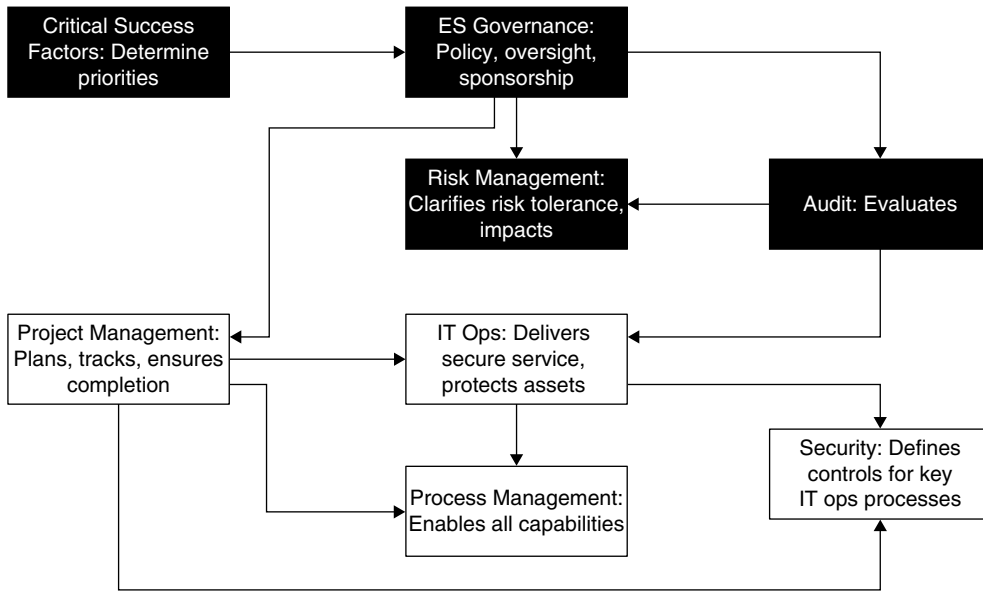 Critical Success
Factors: Determine
priorities
ES Governance:
Policy, oversight,
sponsorship
Risk Management:
Clarifies risk tolerance,
impacts
Audit: Evaluates
Project Management:
Plans, tracks, ensures
completion
IT Ops: Delivers
secure service,
protects assets
Security: Defines
controls for key
IT ops processes
Process Management:
Enables all capabilities